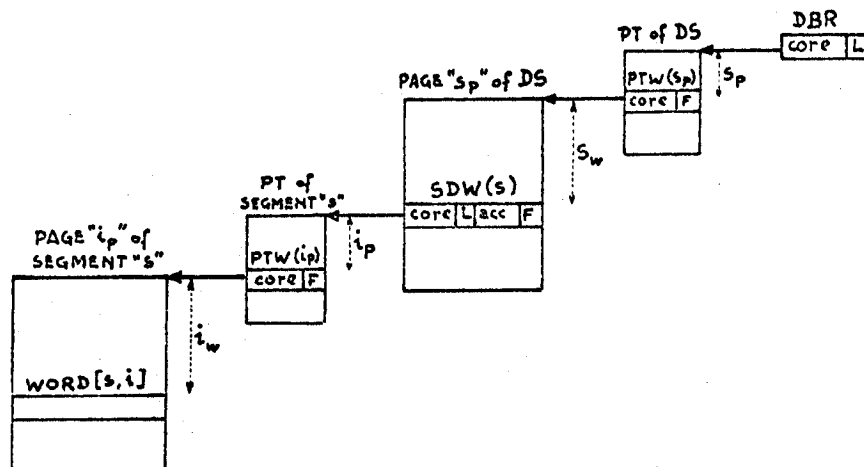 DBR
core L
PT of DS
PTW(sp)
core F
sp
PAGE "sp" of DS
sw
SDW(s)
core L acc F
PT of
SEGMENT "s"
PTW(ip)
core F
ip
PAGE "ip" of
SEGMENT "s"
iw
WORD[s,i]